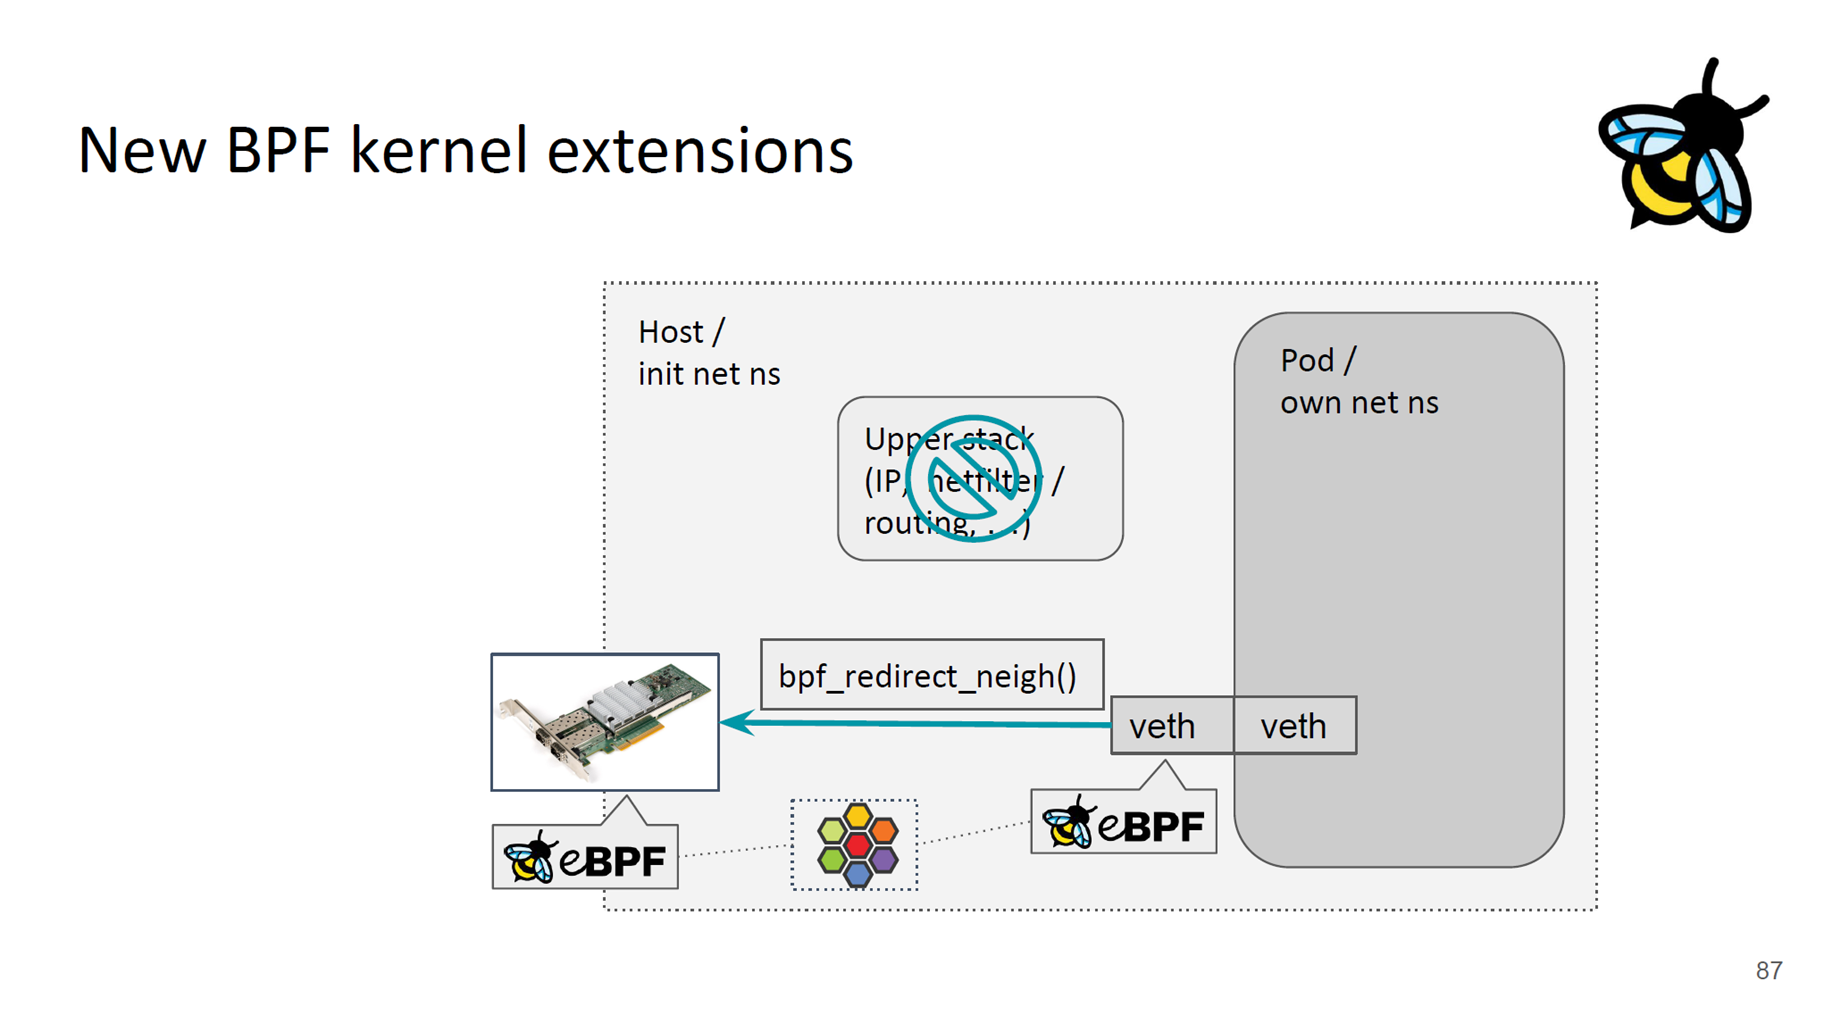 New BPF kernel extensions
Host /
init net ns
Pod /
own net ns
Upper stack
(IP, netfilter /
routing, ...)
bpf_redirect_neigh()
veth
veth
eBPF
eBPF
87